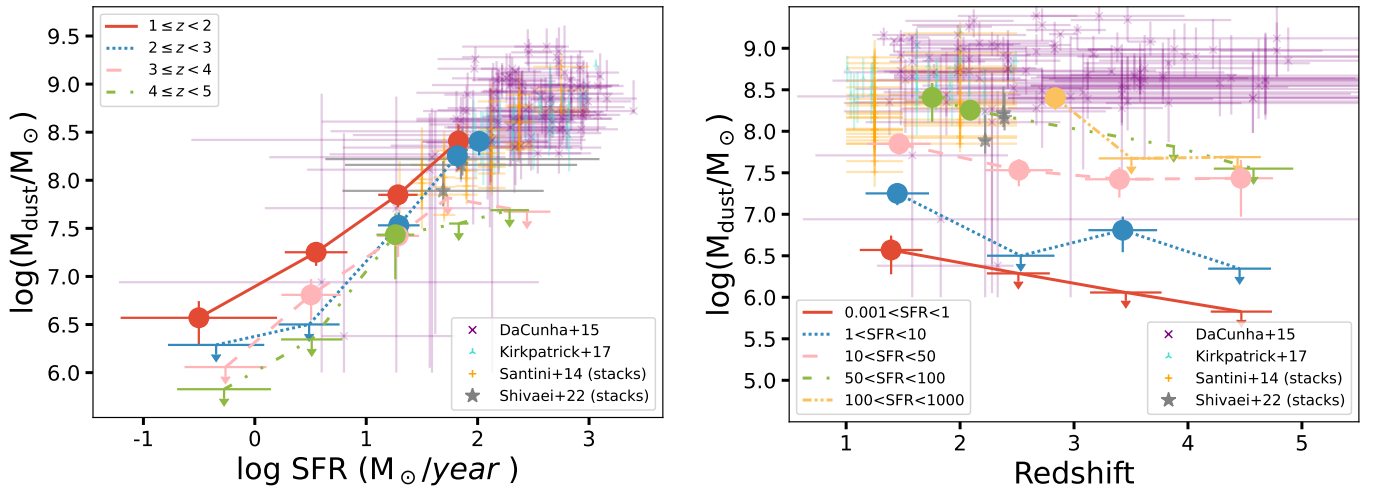 log(M_dust/M_⊙)
9.5
9.0
8.5
8.0
7.5
7.0
6.5
6.0
1 ≤ z < 2
2 ≤ z < 3
3 ≤ z < 4
4 ≤ z < 5
DaCunha+15
Kirkpatrick+17
Santini+14 (stacks)
Shivaei+22 (stacks)
-1 0 1 2 3
log SFR (M_⊙/year )
log(M_dust/M_⊙)
9.0
8.5
8.0
7.5
7.0
6.5
6.0
5.5
5.0
0.001<SFR<1
1<SFR<10
10<SFR<50
50<SFR<100
100<SFR<1000
DaCunha+15
Kirkpatrick+17
Santini+14 (stacks)
Shivaei+22 (stacks)
1 2 3 4 5
Redshift